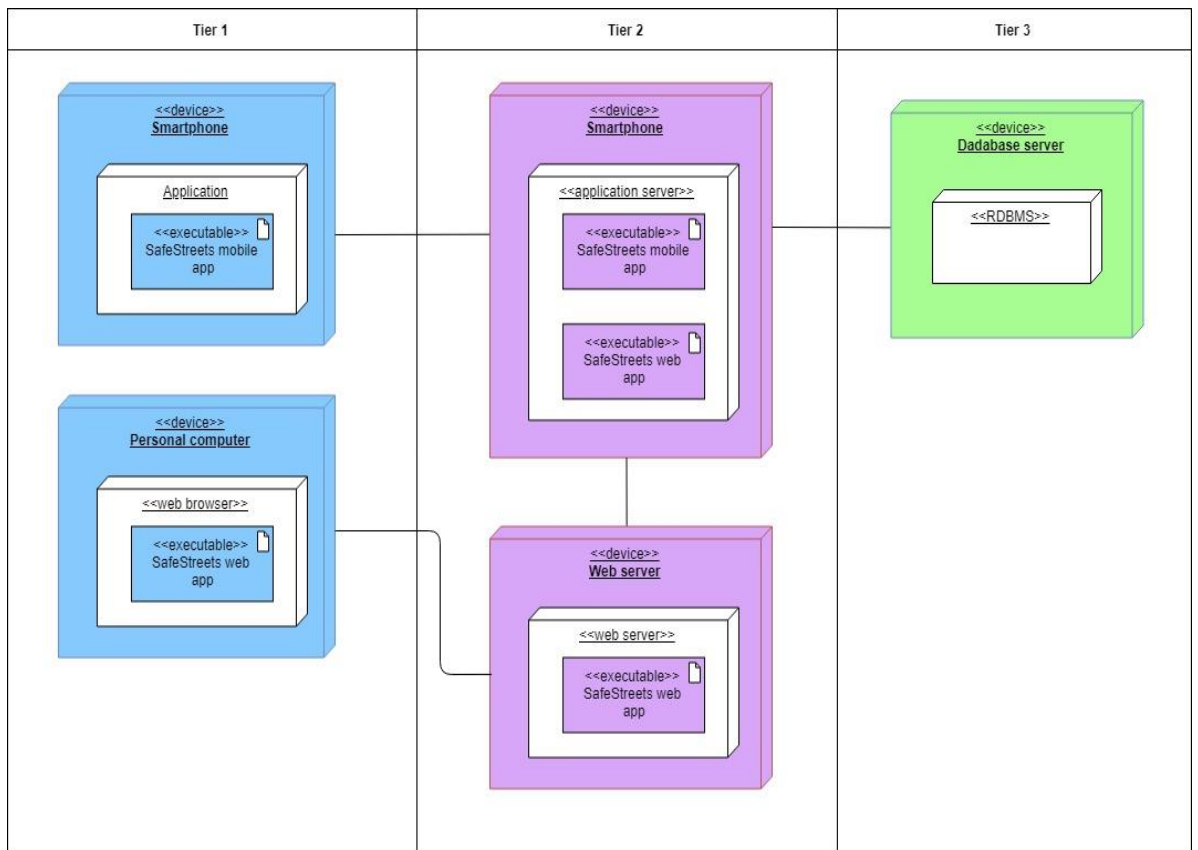 Tier 1
Tier 2
Tier 3
<<device>>
Smartphone
Application
<<executable>>
SafeStreets mobile
app
<<device>>
Personal computer
<<web browser>>
<<executable>>
SafeStreets web
app
<<device>>
Smartphone
<<application server>>
<<executable>>
SafeStreets mobile
app
<<executable>>
SafeStreets web
app
<<device>>
Web server
<<web server>>
<<executable>>
SafeStreets web
app
<<device>>
Dadabase server
<<RDBMS>>